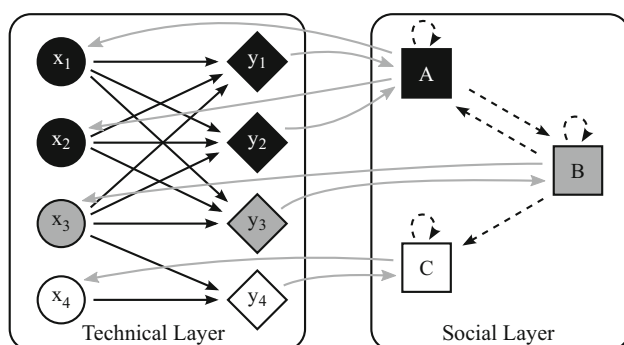 x1 y1 A
x2 y2
B
x3 y3
C
x4 y4
Technical Layer Social Layer